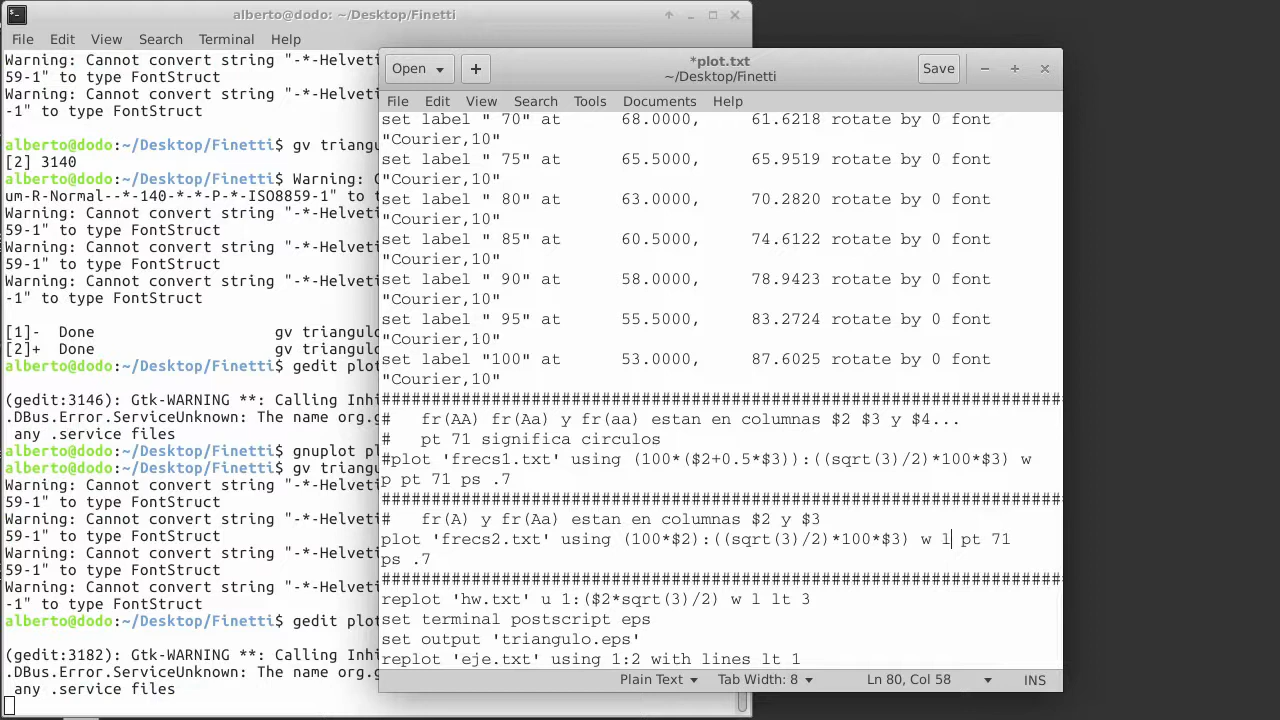 alberto@dodo: ~/Desktop/Finetti
File Edit View Search Terminal Help
Warning: Cannot convert string "-*-Helveti
59-1" to type FontStruct
Warning: Cannot convert string "-*-Helveti
-1" to type FontStruct
alberto@dodo:~/Desktop/Finetti$ gv triangu
[2] 3140
alberto@dodo:~/Desktop/Finetti$ Warning: C
um-R-Normal--*-140-*-*-P-*-ISO8859-1" to t
Warning: Cannot convert string "-*-Helveti
59-1" to type FontStruct
Warning: Cannot convert string "-*-Helveti
59-1" to type FontStruct
Warning: Cannot convert string "-*-Helveti
-1" to type FontStruct
[1]-  Done                    gv triangulo
[2]+  Done                    gv triangulo
alberto@dodo:~/Desktop/Finetti$ gedit plot
(gedit:3146): Gtk-WARNING **: Calling Inhi
.DBus.Error.ServiceUnknown: The name org.g
 any .service files
alberto@dodo:~/Desktop/Finetti$ gnuplot pl
alberto@dodo:~/Desktop/Finetti$ gv triangu
Warning: Cannot convert string "-*-Helveti
59-1" to type FontStruct
Warning: Cannot convert string "-*-Helveti
59-1" to type FontStruct
Warning: Cannot convert string "-*-Helveti
59-1" to type FontStruct
Warning: Cannot convert string "-*-Helveti
-1" to type FontStruct
alberto@dodo:~/Desktop/Finetti$ gedit plot
(gedit:3182): Gtk-WARNING **: Calling Inhi
.DBus.Error.ServiceUnknown: The name org.g
 any .service files
Open + *plot.txt Save
~/Desktop/Finetti
File Edit View Search Tools Documents Help
set label " 70" at      68.0000,     61.6218 rotate by 0 font
"Courier,10"
set label " 75" at      65.5000,     65.9519 rotate by 0 font
"Courier,10"
set label " 80" at      63.0000,     70.2820 rotate by 0 font
"Courier,10"
set label " 85" at      60.5000,     74.6122 rotate by 0 font
"Courier,10"
set label " 90" at      58.0000,     78.9423 rotate by 0 font
"Courier,10"
set label " 95" at      55.5000,     83.2724 rotate by 0 font
"Courier,10"
set label "100" at      53.0000,     87.6025 rotate by 0 font
"Courier,10"
####################################################################
#   fr(AA) fr(Aa) y fr(aa) estan en columnas $2 $3 y $4...
#   pt 71 significa circulos
#plot 'frecs1.txt' using (100*($2+0.5*$3)):((sqrt(3)/2)*100*$3) w
p pt 71 ps .7
####################################################################
#   fr(A) y fr(Aa) estan en columnas $2 y $3
plot 'frecs2.txt' using (100*$2):((sqrt(3)/2)*100*$3) w l pt 71
ps .7
####################################################################
replot 'hw.txt' u 1:($2*sqrt(3)/2) w l lt 3
set terminal postscript eps
set output 'triangulo.eps'
replot 'eje.txt' using 1:2 with lines lt 1
Plain Text Tab Width: 8 Ln 80, Col 58 INS